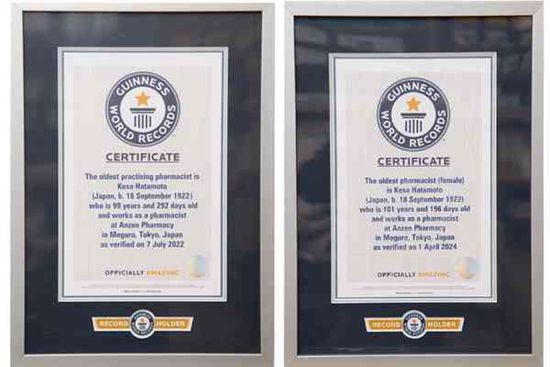 GUINNESS
WORLD RECORDS
CERTIFICATE
The oldest practising pharmacist is
Kesa Hatamoto
(Japan, b. 18 September 1922)
who is 99 years and 292 days old
and works as a pharmacist
at Anzen Pharmacy
in Meguro, Tokyo, Japan
as verified on 7 July 2022
OFFICIALLY AMAZING
RECORD HOLDER
GUINNESS
WORLD RECORDS
CERTIFICATE
The oldest pharmacist (female)
is Kesa Hatamoto
(Japan, b. 18 September 1922)
who is 101 years and 196 days old
and works as a pharmacist
at Anzen Pharmacy
in Meguro, Tokyo, Japan
as verified on 1 April 2024
OFFICIALLY AMAZING
RECORD HOLDER